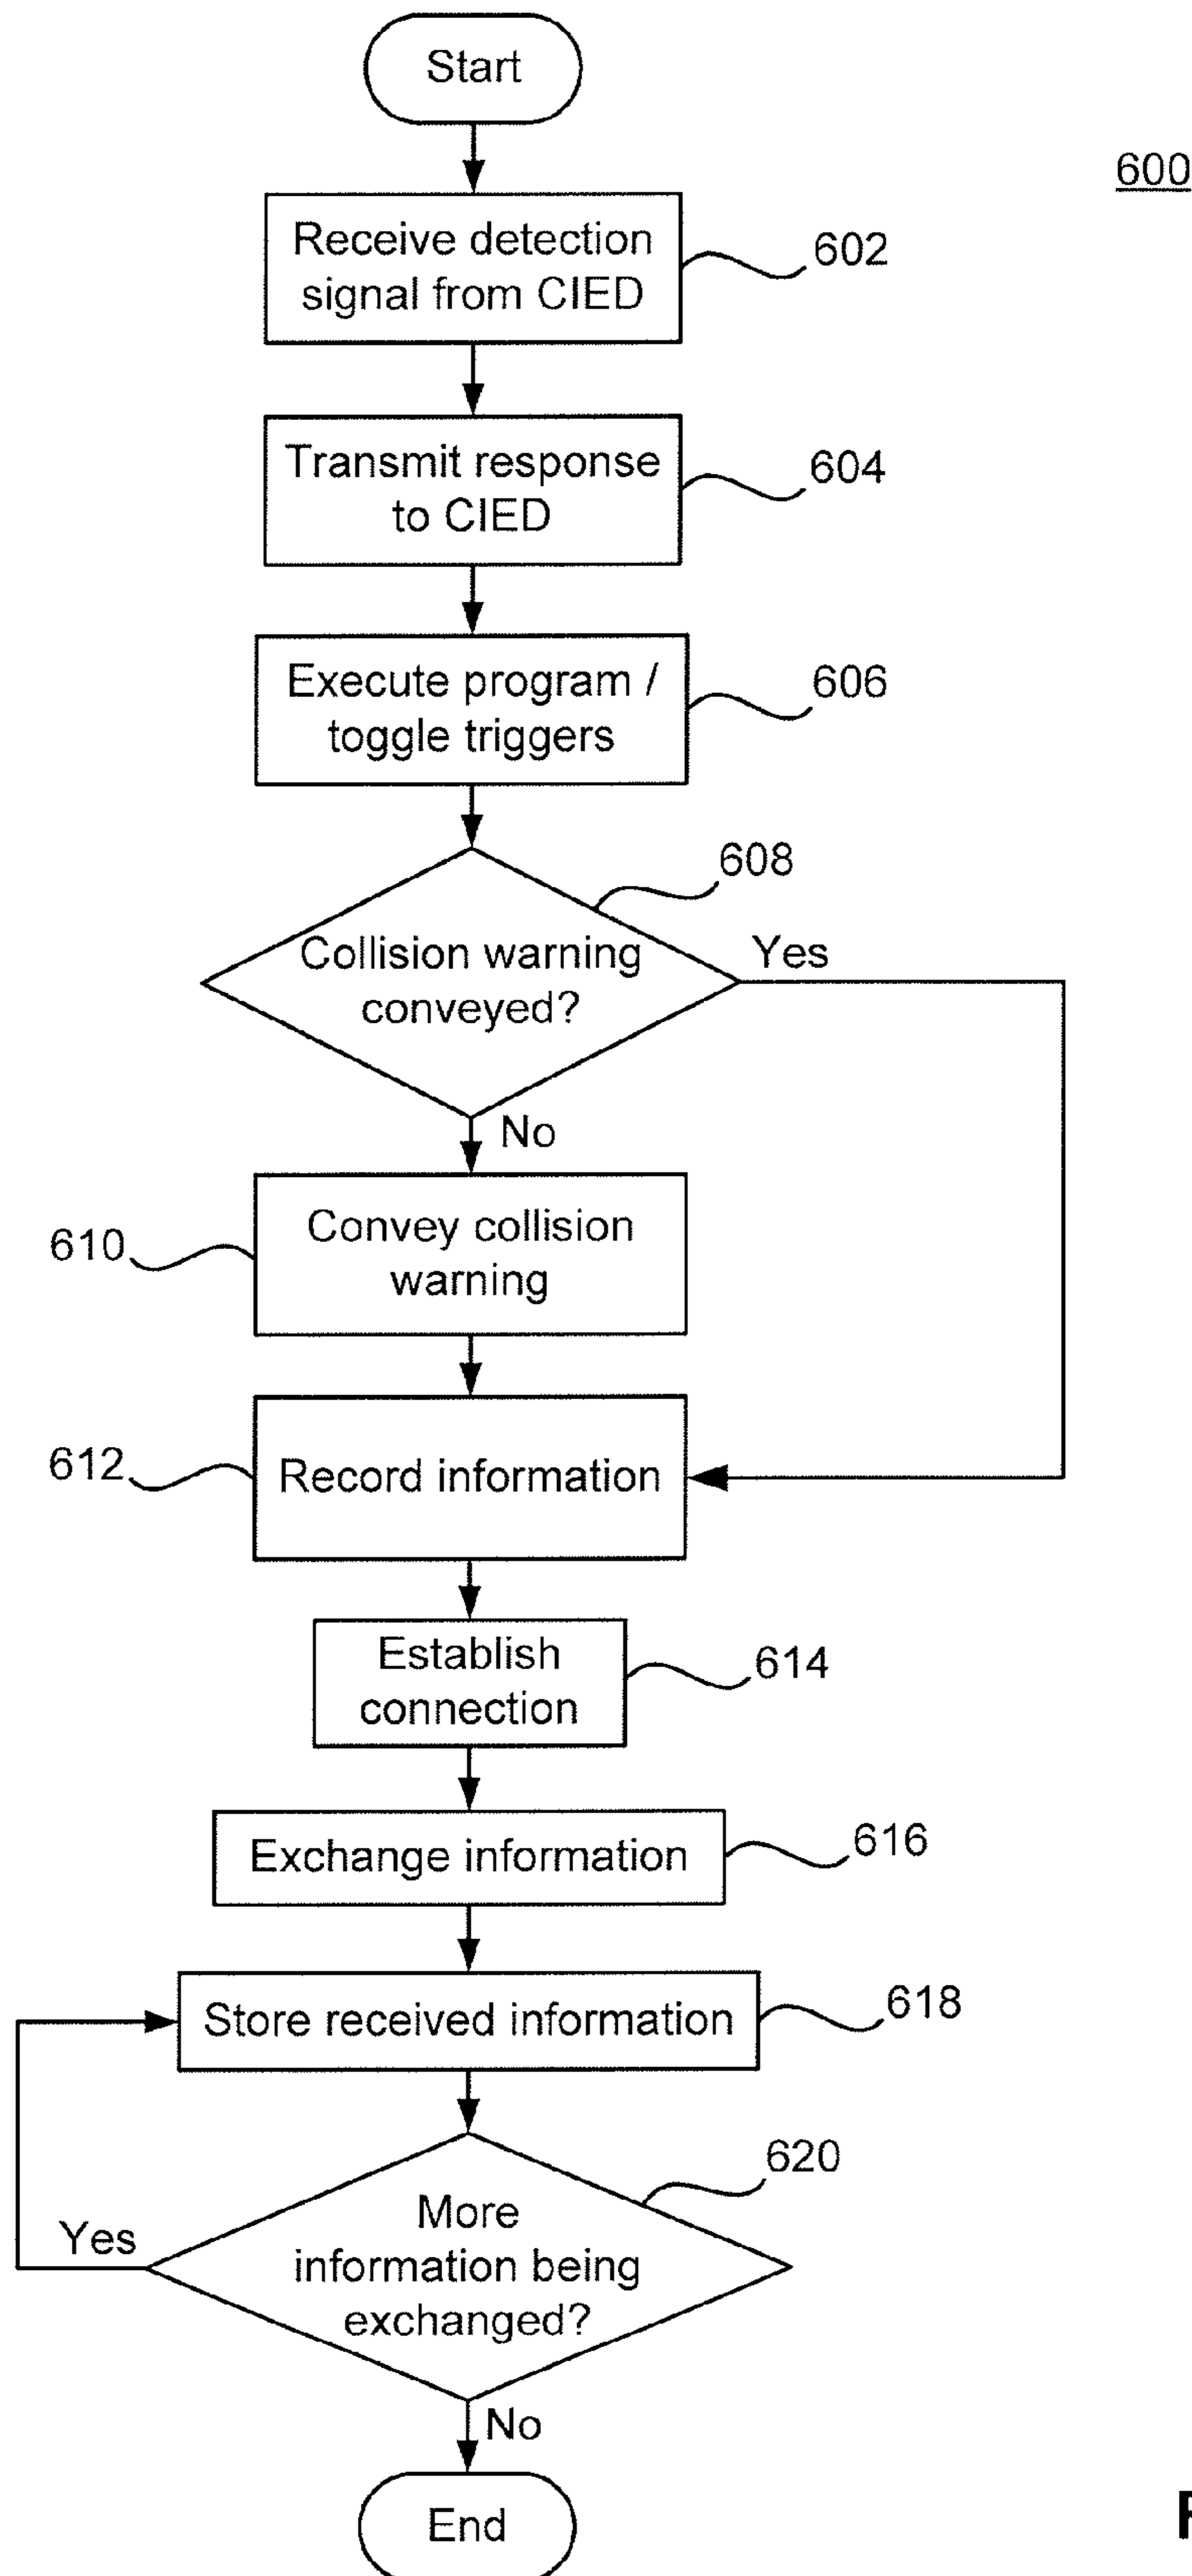 Start
600
Receive detection
signal from CIED
602
Transmit response
to CIED
604
Execute program /
toggle triggers
606
608
Collision warning
conveyed?
Yes
No
610
Convey collision
warning
612
Record information
Establish
connection
614
Exchange information
616
Store received information
618
620
More
information being
exchanged?
Yes
No
End